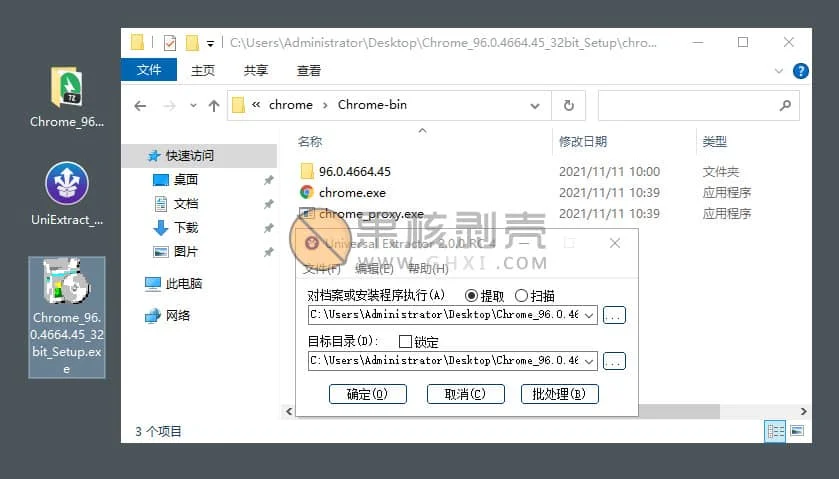 Chrome_96...
UniExtract_...
Chrome_96.
0.4664.45_32
bit_Setup.ex
e
C:\Users\Administrator\Desktop\Chrome_96.0.4664.45_32bit_Setup\chro...
文件 主页 共享 查看
« chrome › Chrome-bin
名称 修改日期 类型
快速访问
桌面
文档
下载
图片
此电脑
网络
96.0.4664.45 2021/11/11 10:00 文件夹
chrome.exe 2021/11/11 10:39 应用程序
chrome_proxy.exe 2021/11/11 10:39 应用程序
果核剥壳
WWW.GHXI.COM
Universal Extractor 2.0.0 RC 4
文件(F) 编辑(E) 帮助(H)
对档案或安装程序执行(A) 提取 扫描
C:\Users\Administrator\Desktop\Chrome_96.0.46
...
目标目录(D): 锁定
C:\Users\Administrator\Desktop\Chrome_96.0.46
...
确定(O) 取消(C) 批处理(B)
3 个项目